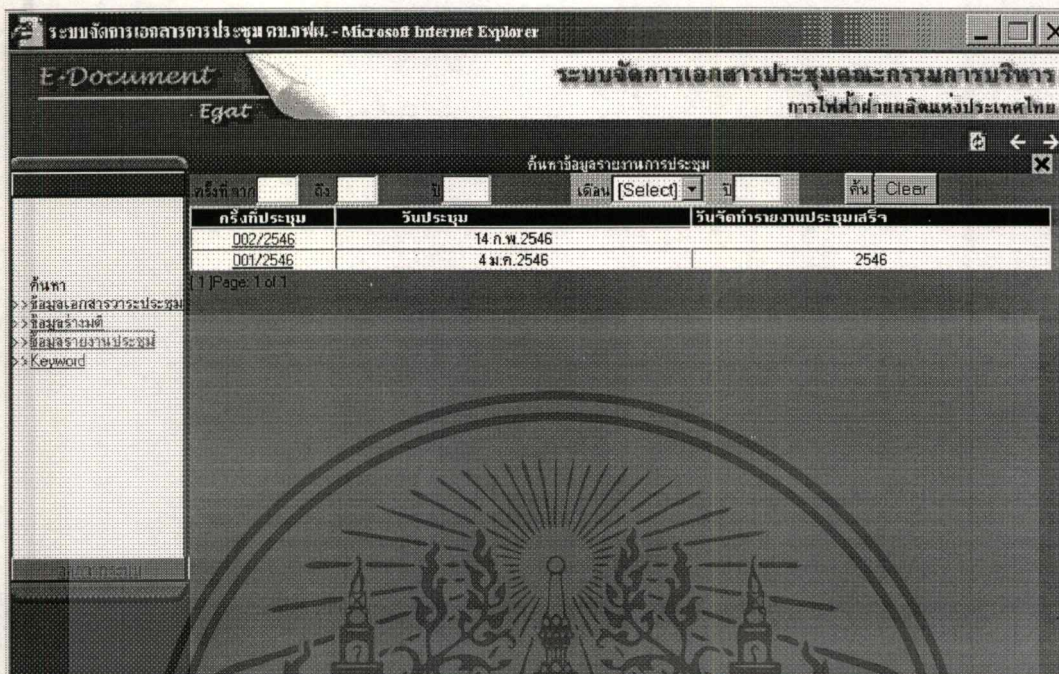 ระบบจัดการเอกสารการประชุม คบ.กฟผ. - Microsoft Internet Explorer
E-Document
Egat
ระบบจัดการเอกสารประชุมคณะกรรมการบริหาร
การไฟฟ้าฝ่ายผลิตแห่งประเทศไทย
ค้นหาข้อมูลรายงานการประชุม
ครั้งที่ จาก ถึง ปี เดือน [Select] ปี ค้น Clear
ครั้งที่ประชุม วันประชุม วันจัดทำรายงานประชุมเสร็จ
002/2546 14 ก.พ.2546
001/2546 4 ม.ค.2546 2546
[ 1 ]Page: 1 of 1
ค้นหา
>>ข้อมูลเอกสารวาระประชุม
>>ข้อมูลร่างมติ
>>ข้อมูลรายงานประชุม
>>Keyword